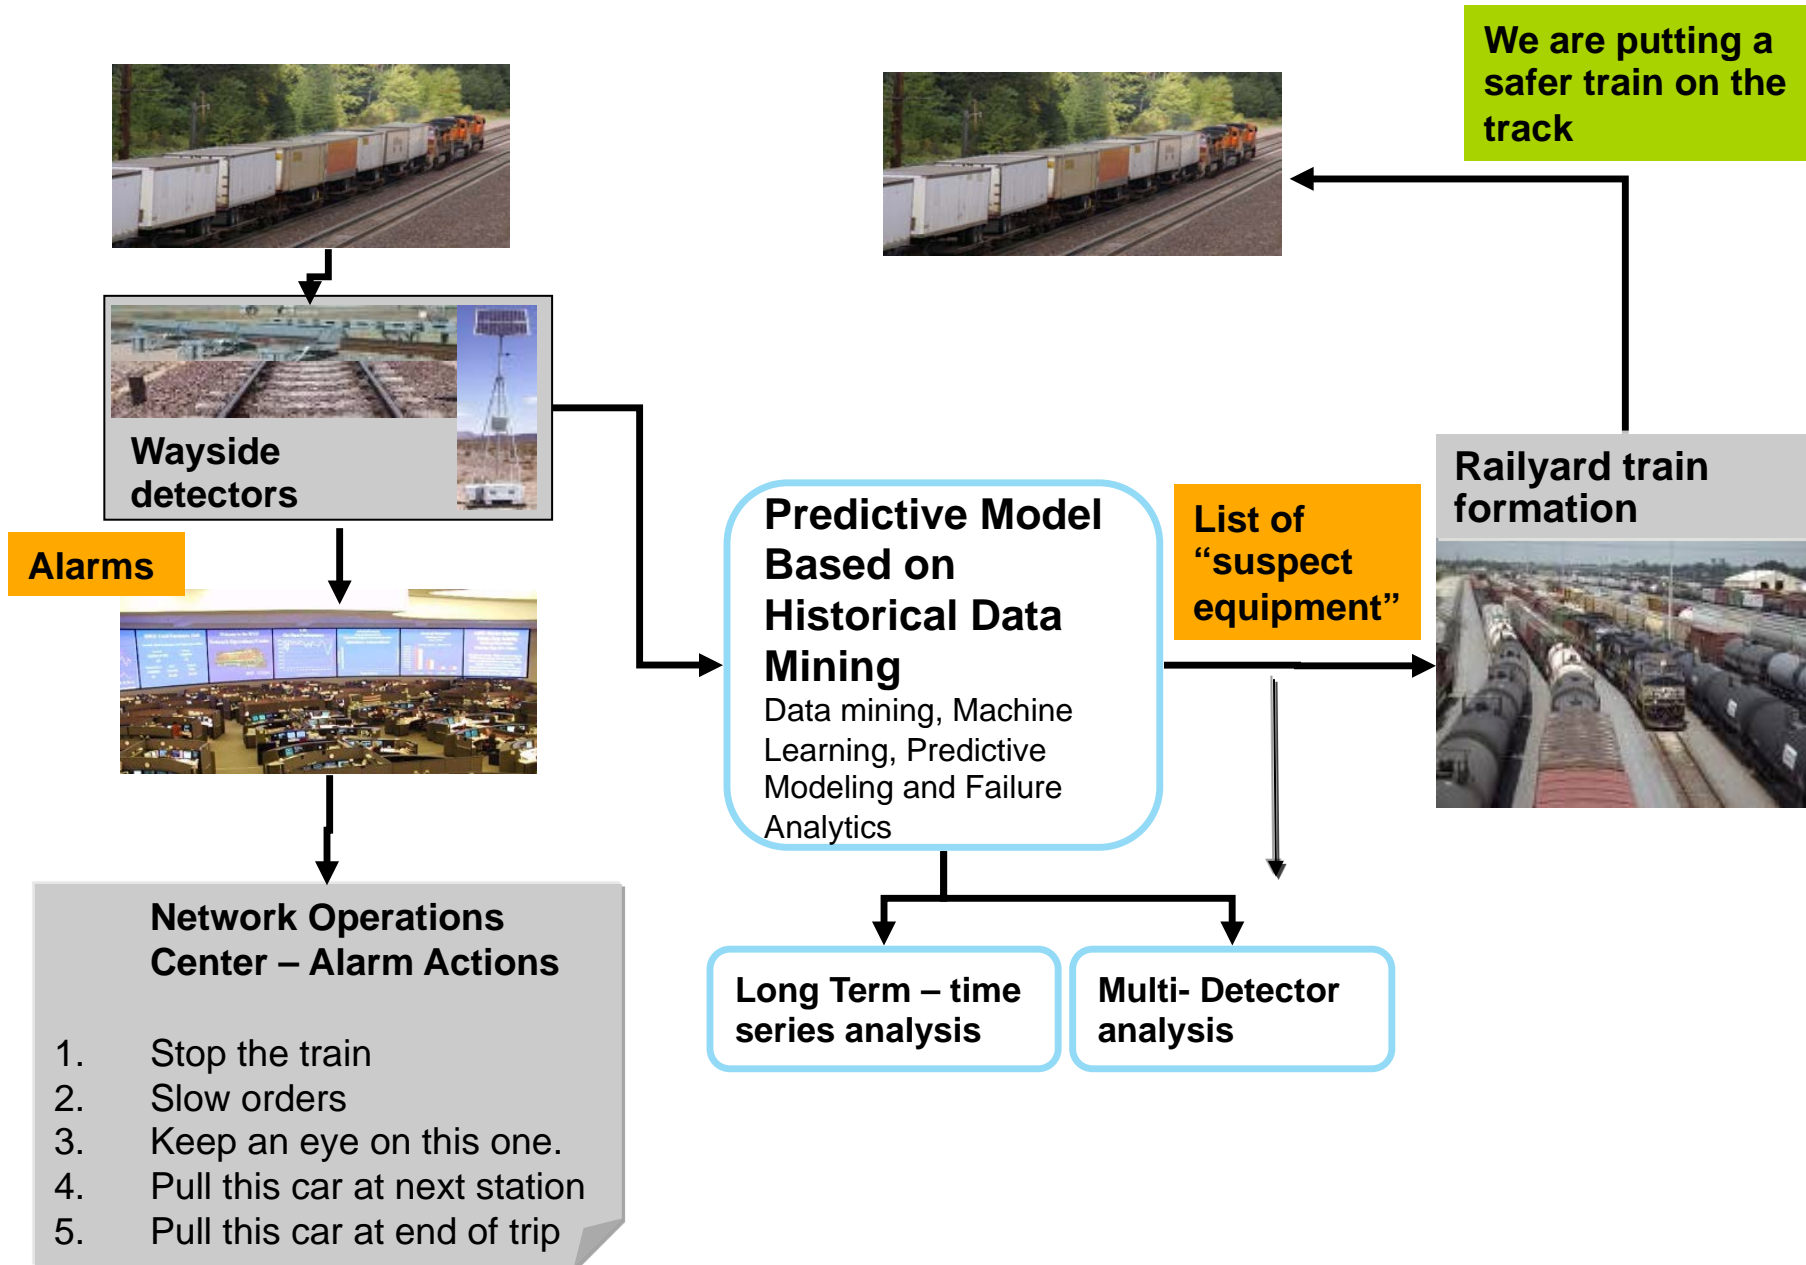 We are putting a
safer train on the
track
Wayside
detectors
Alarms
Predictive Model
Based on
Historical Data
Mining
Data mining, Machine
Learning, Predictive
Modeling and Failure
Analytics
List of
“suspect
equipment”
Railyard train
formation
Network Operations
Center – Alarm Actions
1. Stop the train
2. Slow orders
3. Keep an eye on this one.
4. Pull this car at next station
5. Pull this car at end of trip
Long Term – time
series analysis
Multi- Detector
analysis